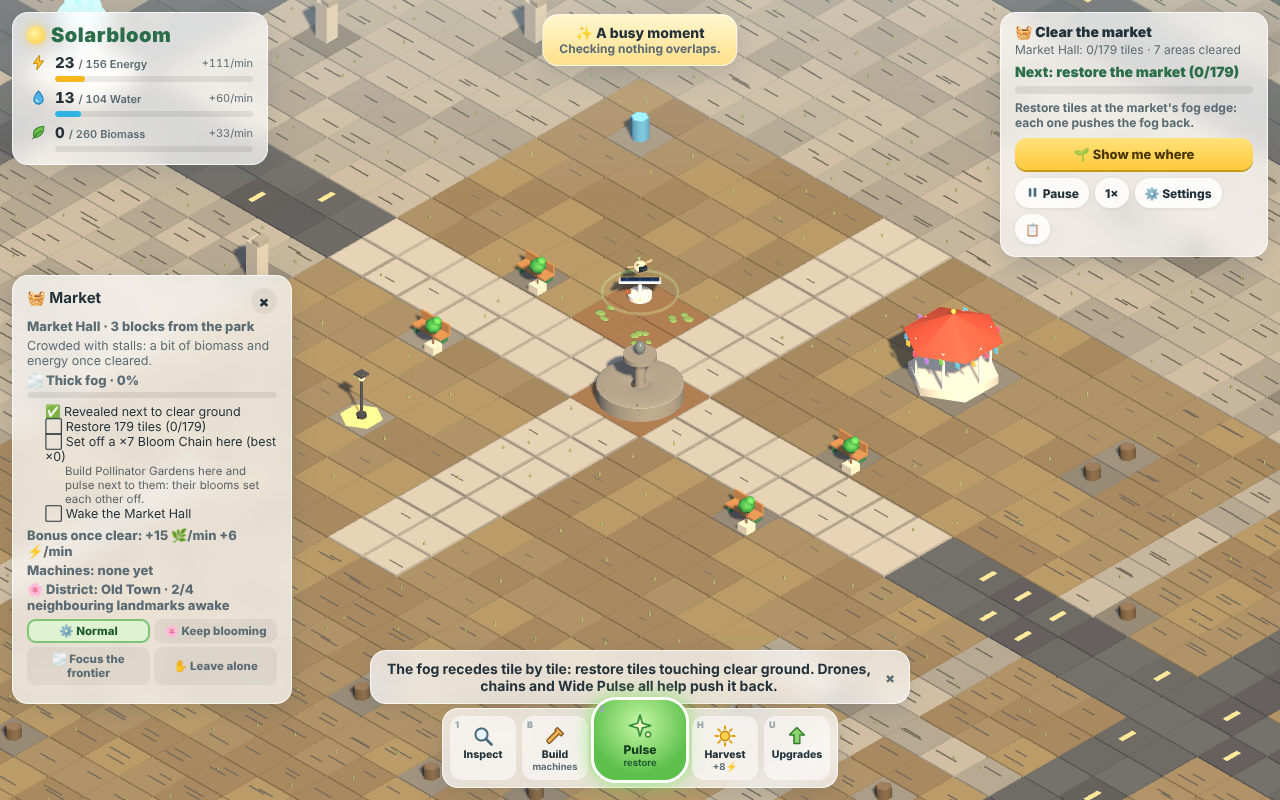 Solarbloom
23 / 156 Energy +111/min
13 / 104 Water +60/min
0 / 260 Biomass +33/min
✨ A busy moment
Checking nothing overlaps.
🧺 Clear the market
Market Hall: 0/179 tiles · 7 areas cleared
Next: restore the market (0/179)
Restore tiles at the market's fog edge:
each one pushes the fog back.
🌱 Show me where
Pause
1×
⚙️ Settings
📋
🧺 Market
×
Market Hall · 3 blocks from the park
Crowded with stalls: a bit of biomass and
energy once cleared.
🌫️ Thick fog · 0%
✅ Revealed next to clear ground
Restore 179 tiles (0/179)
Set off a ×7 Bloom Chain here (best
×0)
Build Pollinator Gardens here and
pulse next to them: their blooms set
each other off.
Wake the Market Hall
Bonus once clear: +15 🌿/min +6
⚡/min
Machines: none yet
🌸 District: Old Town · 2/4
neighbouring landmarks awake
⚙️ Normal
🌸 Keep blooming
🌫️ Focus the
frontier
✋ Leave alone
The fog recedes tile by tile: restore tiles touching clear ground. Drones,
chains and Wide Pulse all help push it back.
×
1
Inspect
B
Build
machines
Pulse
restore
H
Harvest
+8⚡
U
Upgrades